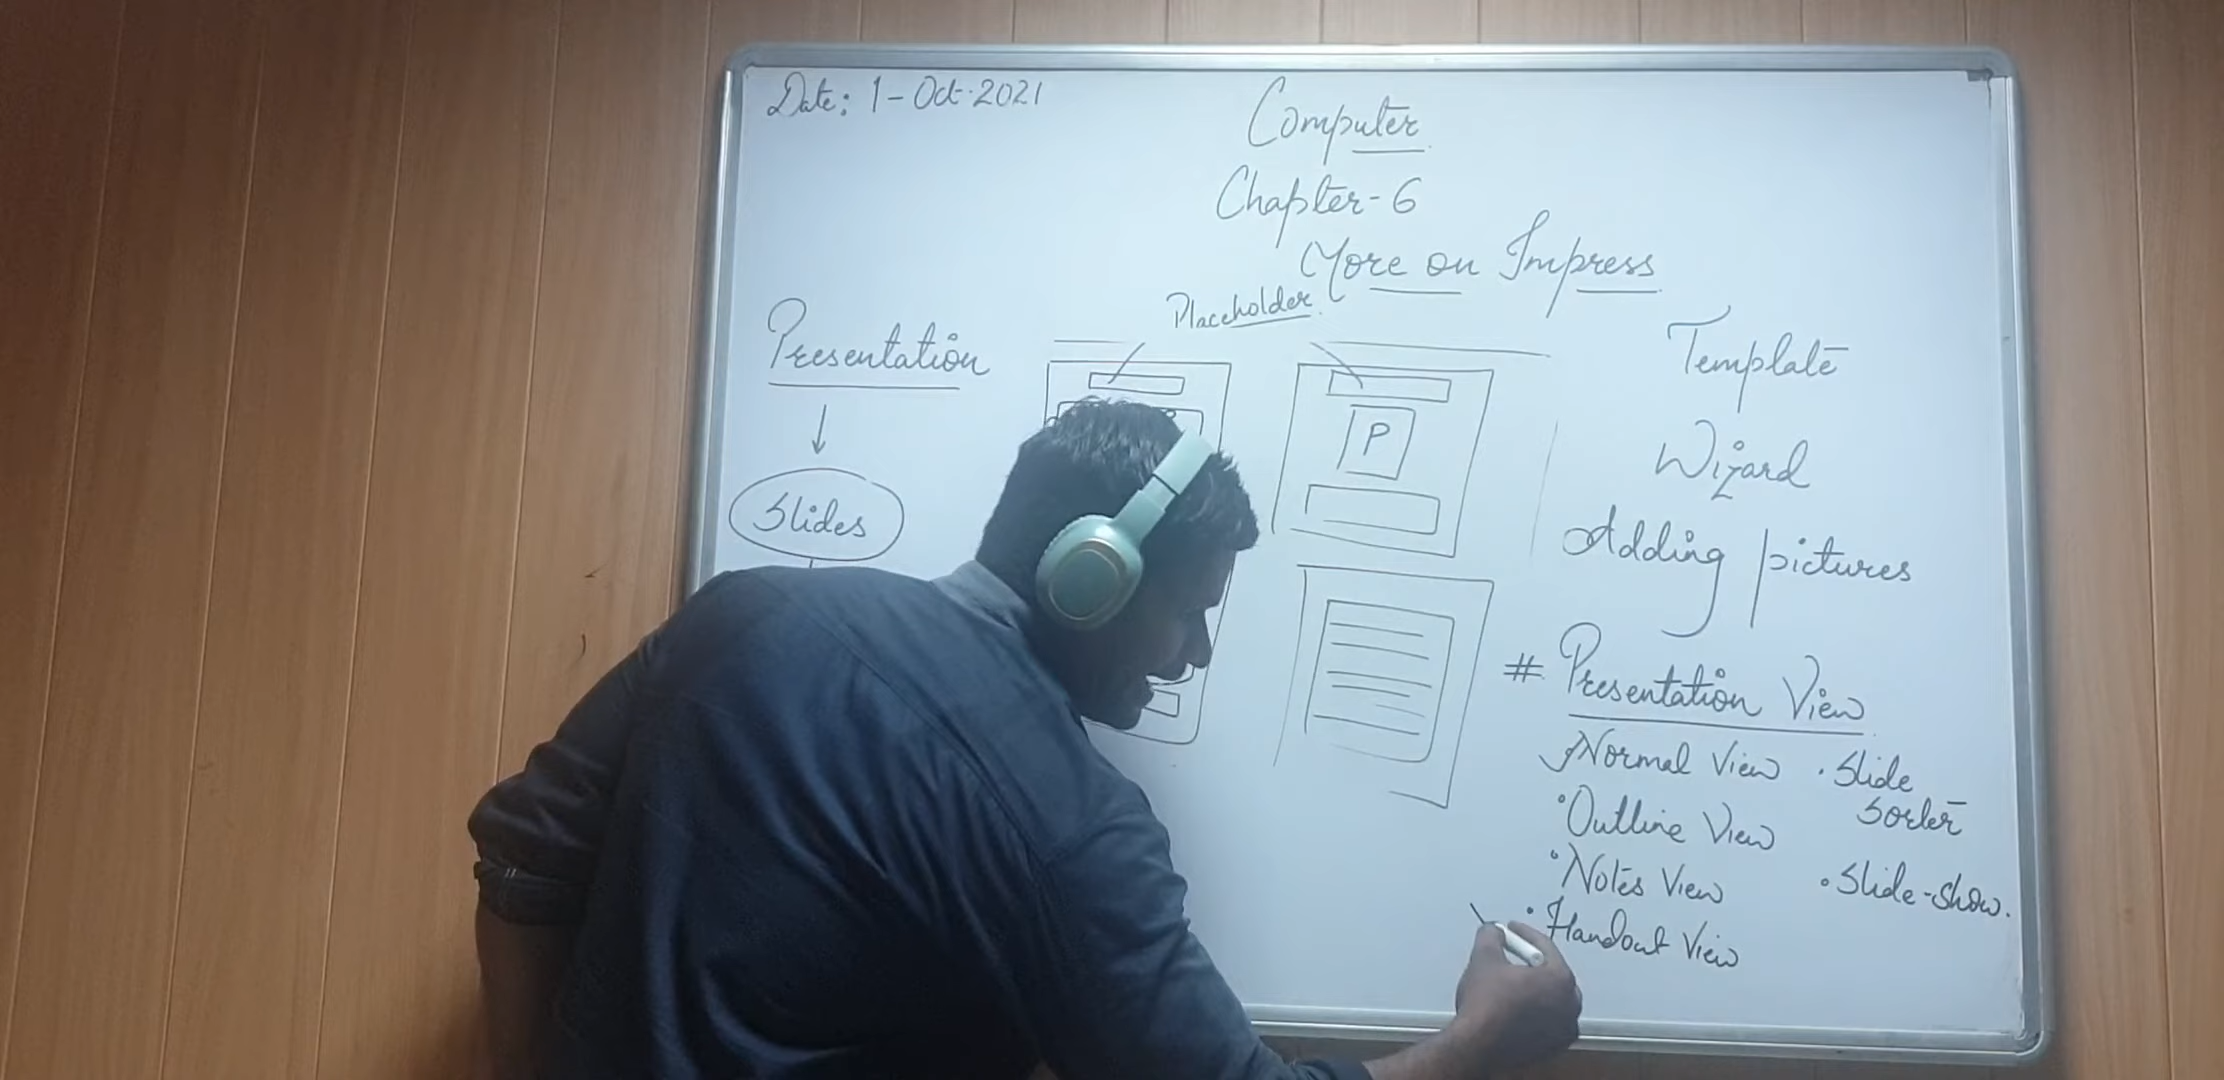 Date: 1-Oct-2021
Computer
Chapter-6
More on Impress
Placeholder
Presentation
Slides
P
Template
Wizard
Adding pictures
# Presentation View
Normal View
• Outline View
• Notes View
• Handout View
• Slide
Sorter
• Slide-Show.